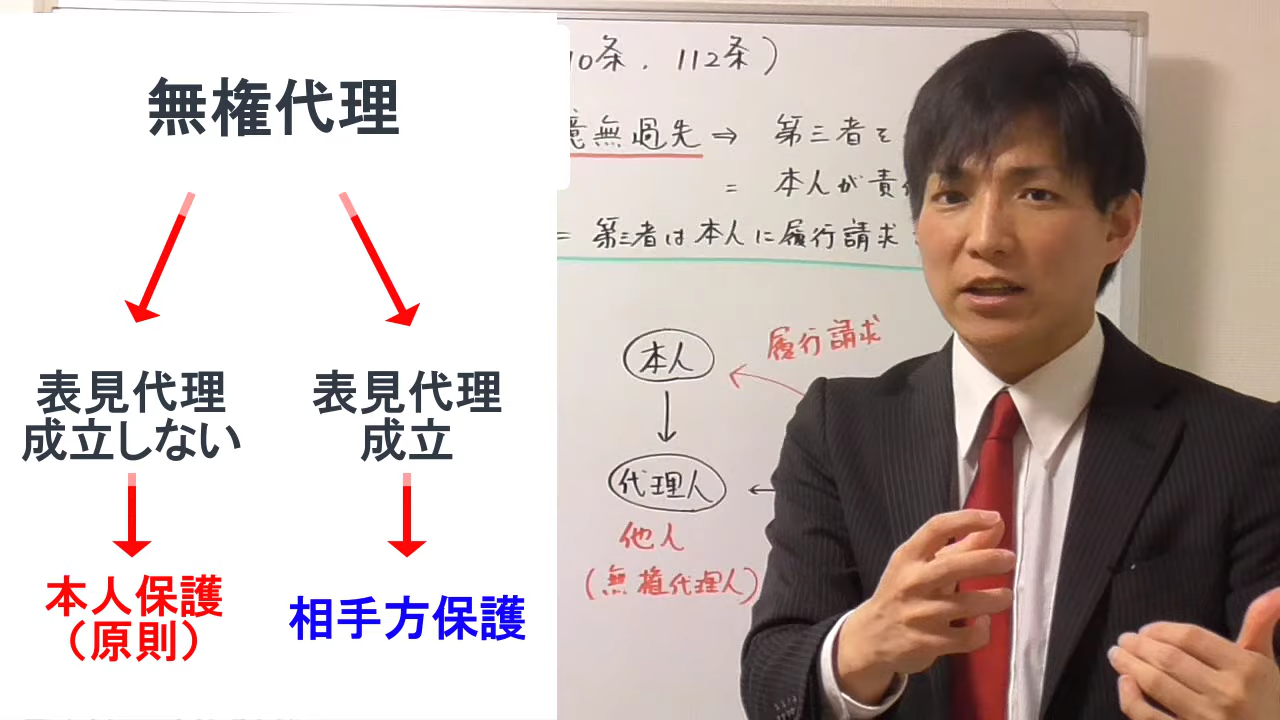 無権代理
表見代理
成立しない
表見代理
成立
本人保護
(原則)
相手方保護
10条、112条)
意無過失 ⇒ 第三者を
= 本人が責
= 第三者は本人に履行請求
本人
履行請求
代理人
他人
(無権代理人)